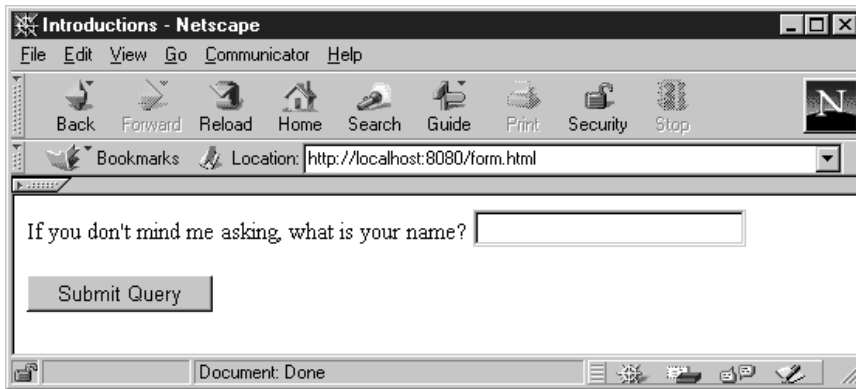 Introductions - Netscape
File Edit View Go Communicator Help
Back Forward Reload Home Search Guide Print Security Stop
N
Bookmarks Location: http://localhost:8080/form.html
If you don't mind me asking, what is your name?
Submit Query
Document: Done